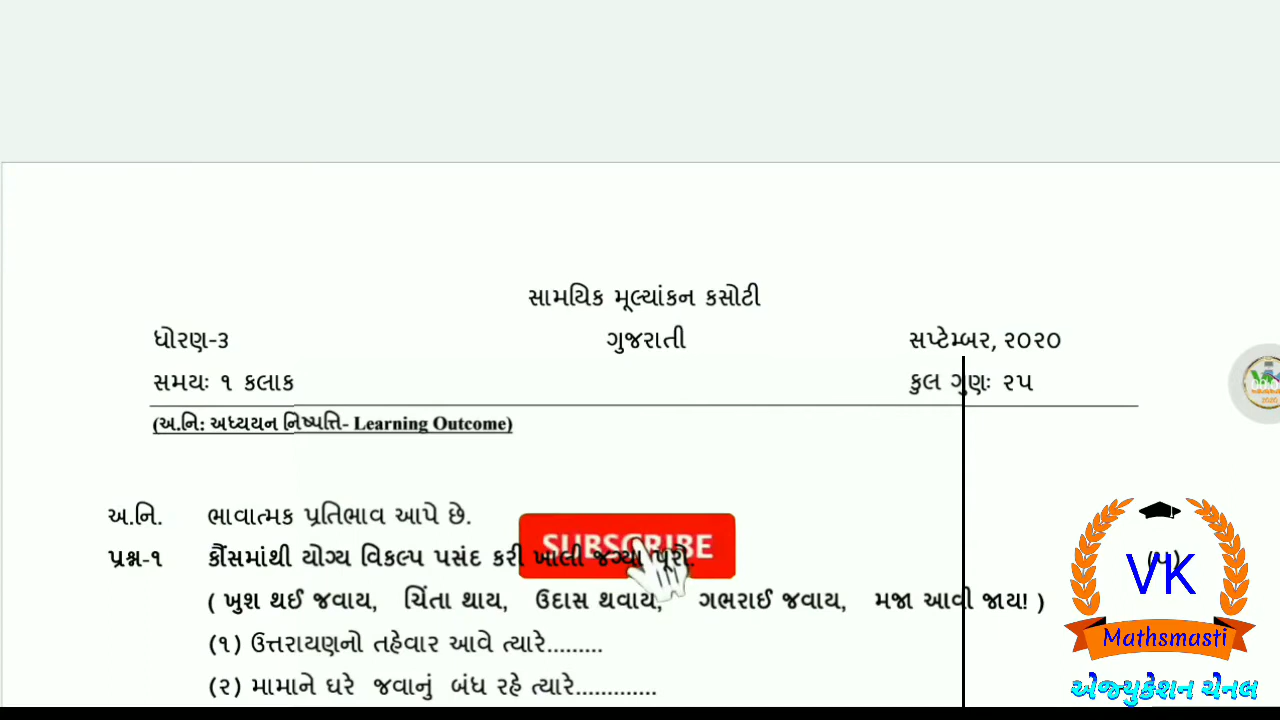 સામયિક મૂલ્યાંકન કસોટી
ધોરણ-૩ ગુજરાતી સપ્ટેમ્બર, ૨૦૨૦
સમયઃ ૧ કલાક કુલ ગુણઃ ૨૫
(અ.નિ: અધ્યયન નિષ્પત્તિ- Learning Outcome)
અ.નિ. ભાવાત્મક પ્રતિભાવ આપે છે.
SUBSCRIBE
પ્રશ્ન-૧ કૌંસમાંથી યોગ્ય વિકલ્પ પસંદ કરી ખાલી જગ્યા પૂરો.
( ખુશ થઈ જવાય, ચિંતા થાય, ઉદાસ થવાય, ગભરાઈ જવાય, મજા આવી જાય! )
(૧) ઉત્તરાયણનો તહેવાર આવે ત્યારે.........
(૨) મામાને ઘરે જવાનું બંધ રહે ત્યારે.............
VK
Mathsmasti
એજ્યુકેશન ચેનલ